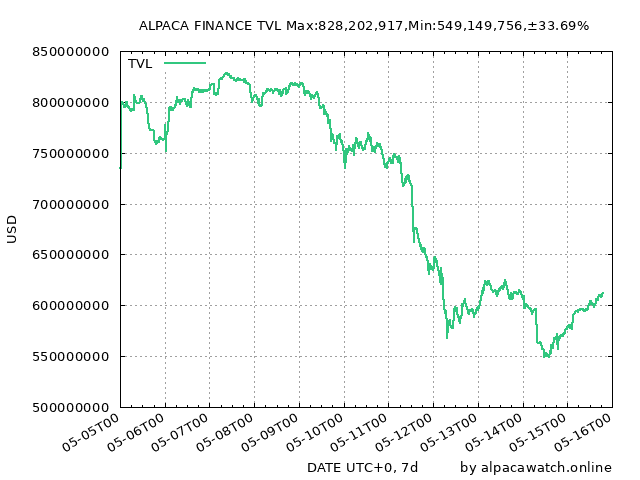 ALPACA FINANCE TVL Max:828,202,917,Min:549,149,756,±33.69%
TVL
850000000
800000000
750000000
700000000
650000000
600000000
550000000
500000000
USD
05-05T00
05-06T00
05-07T00
05-08T00
05-09T00
05-10T00
05-11T00
05-12T00
05-13T00
05-14T00
05-15T00
05-16T00
DATE UTC+0, 7d
by alpacawatch.online